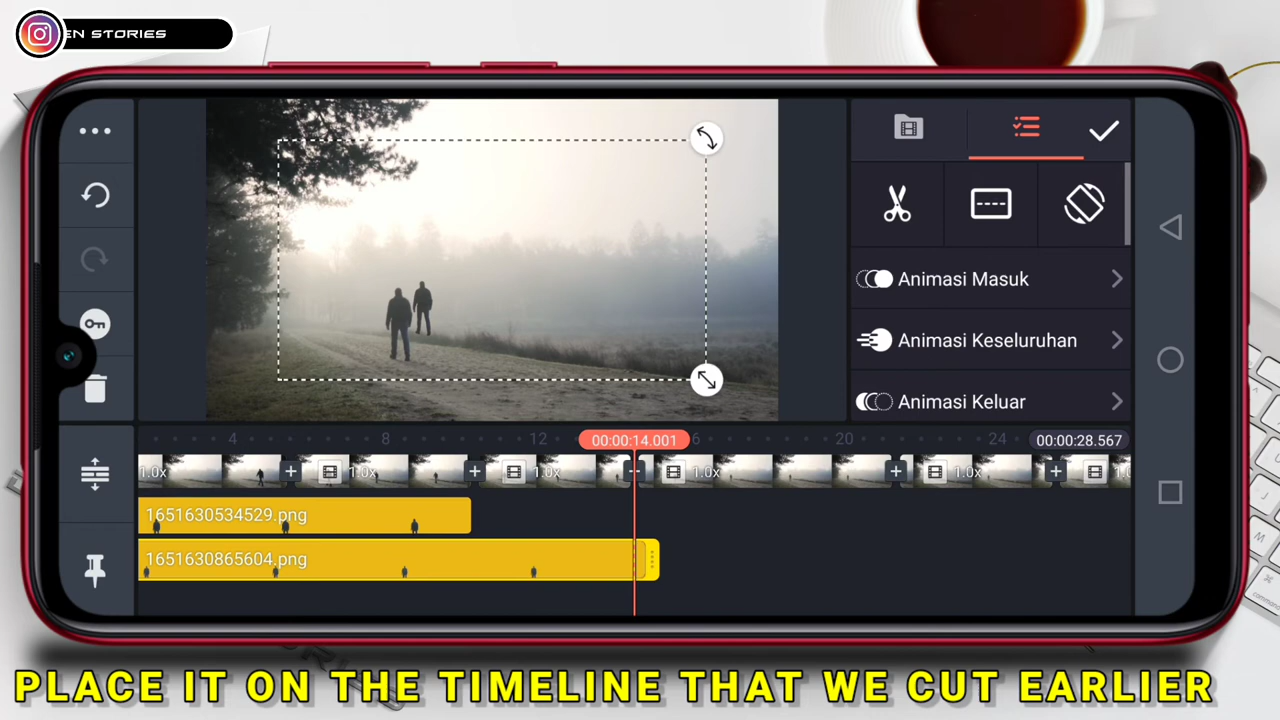 EN STORIES
Animasi Masuk
Animasi Keseluruhan
Animasi Keluar
4
8
12
00:00:14.001
6
20
24
00:00:28.567
1.0x
1.0x
1.0x
1.0x
1.0x
1651630534529.png
1651630865604.png
PLACE IT ON THE TIMELINE THAT WE CUT EARLIER